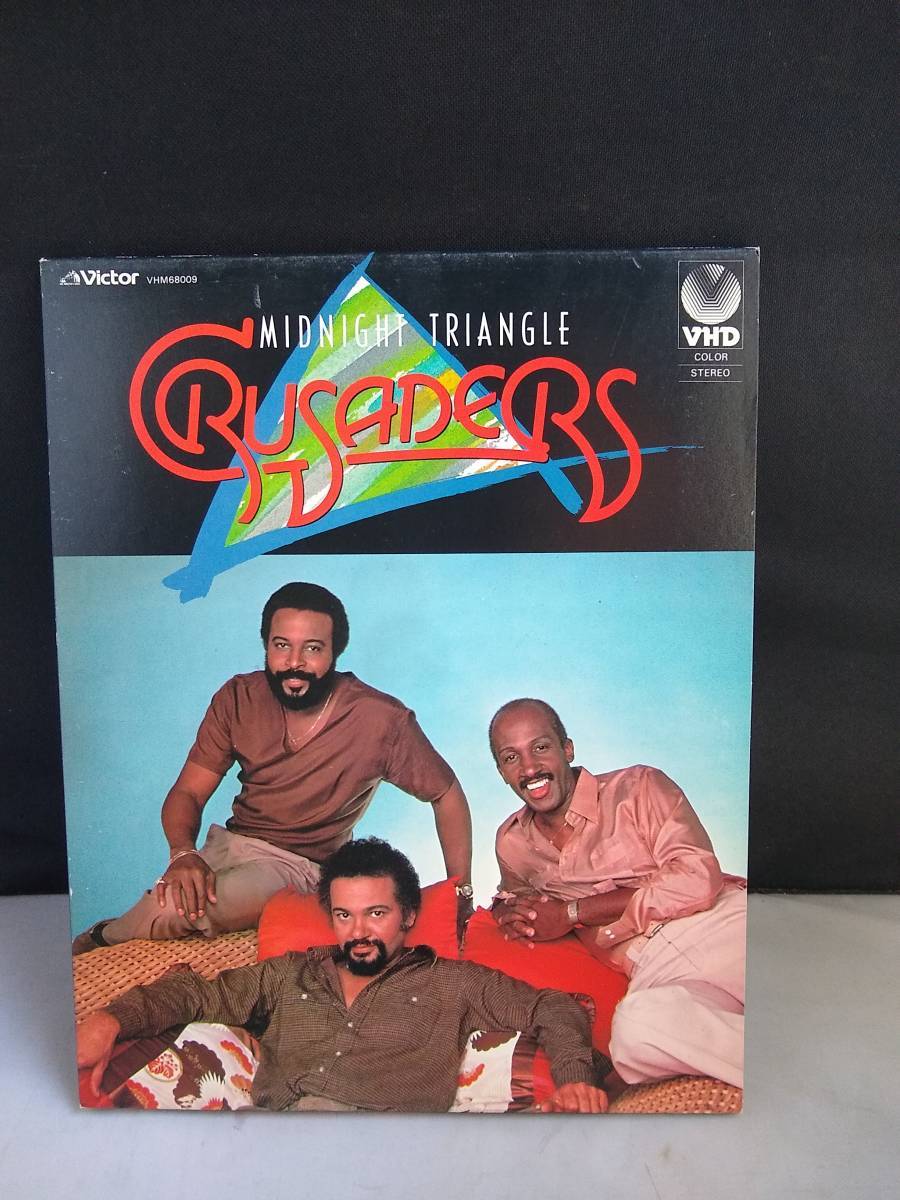 Victor VHM68009
MIDNIGHT TRIANGLE
CRUSADERS
VHD
COLOR
STEREO